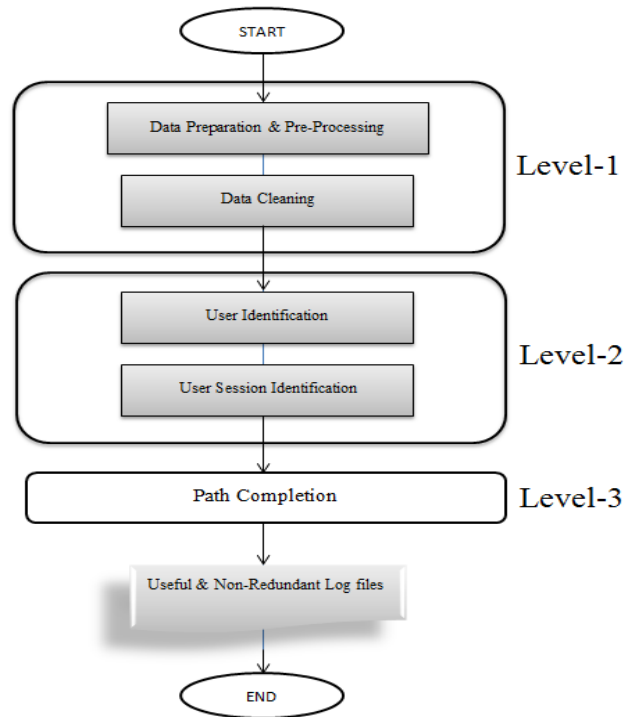 START
Data Preparation & Pre-Processing
Level-1
Data Cleaning
User Identification
Level-2
User Session Identification
Path Completion
Level-3
Useful & Non-Redundant Log files
END